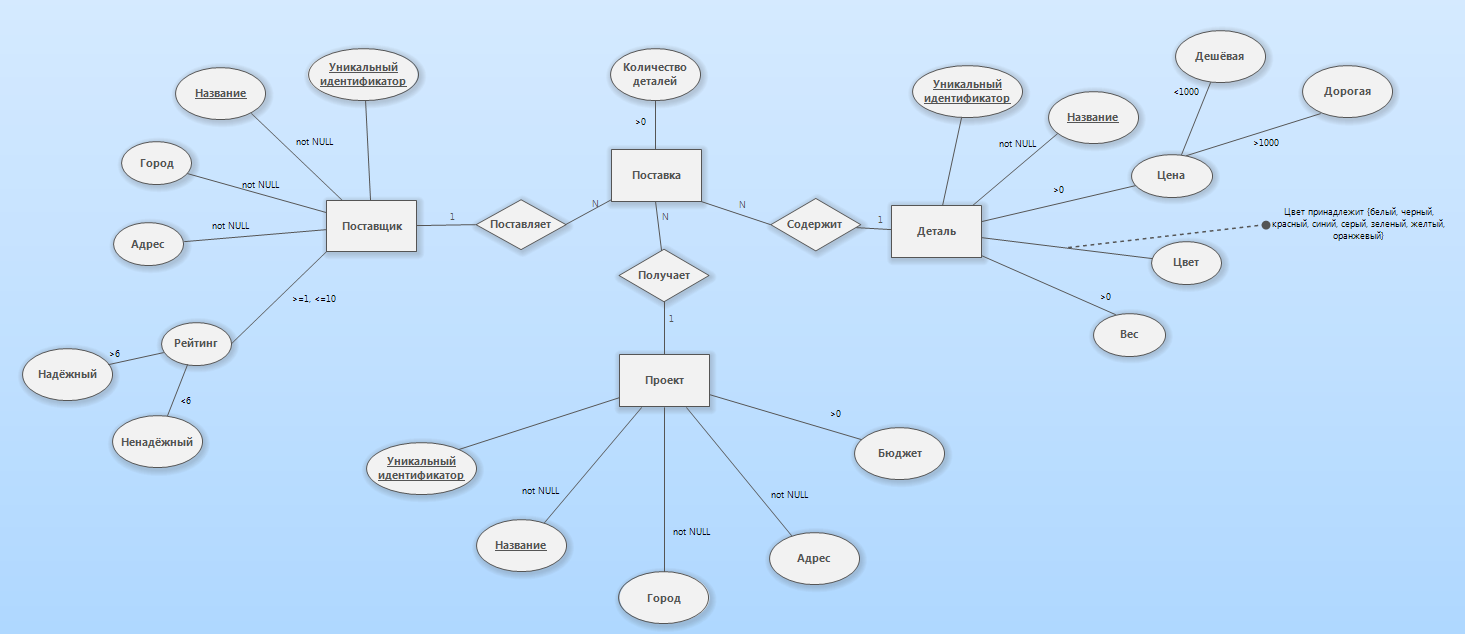 Дешёвая
Количество
деталей
Уникальный
идентификатор
Название
Уникальный
идентификатор
<1000
Дорогая
Название
>0
not NULL
not NULL
>1000
Город
Поставка
Цена
not NULL
>0
N
N
Цвет принадлежит {белый, черный,
красный, синий, серый, зеленый, желтый,
оранжевый}
1
N
1
not NULL
Поставщик
Поставляет
Содержит
Деталь
Адрес
Цвет
Получает
>=1, <=10
>0
1
Вес
Рейтинг
>6
Надёжный
Проект
<6
>0
Ненадёжный
Бюджет
Уникальный
идентификатор
not NULL
not NULL
not NULL
Название
Адрес
Город